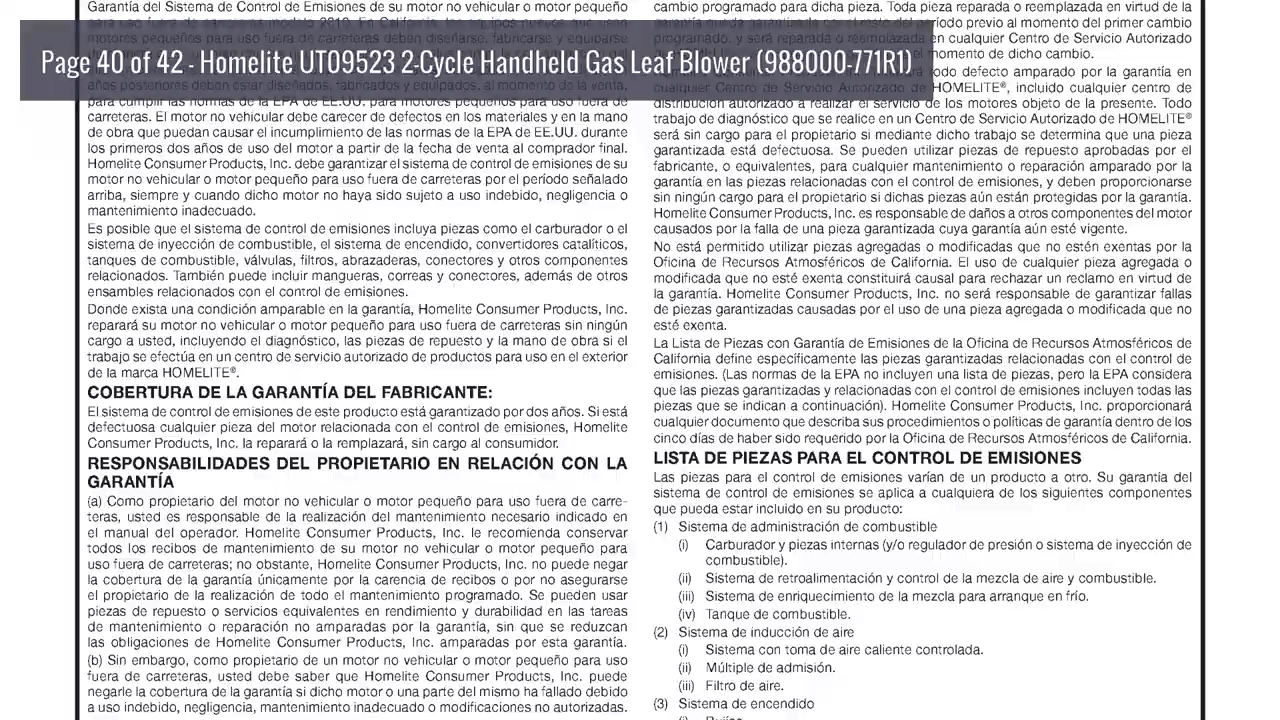 Page 40 of 42 - Homelite UT09523 2-Cycle Handheld Gas Leaf Blower (988000-771R1)
Garantía del Sistema de Control de Emisiones de su motor no vehicular o motor pequeño
para cumplir las normas de la EPA de EE.UU. para motores pequeños para uso fuera de
carreteras. El motor no vehicular debe carecer de defectos en los materiales y en la mano
de obra que puedan causar el incumplimiento de las normas de la EPA de EE.UU. durante
los primeros dos años de uso del motor a partir de la fecha de venta al comprador final.
Homelite Consumer Products, Inc. debe garantizar el sistema de control de emisiones de su
motor no vehicular o motor pequeño para uso fuera de carreteras por el período señalado
arriba, siempre y cuando dicho motor no haya sido sujeto a uso indebido, negligencia o
mantenimiento inadecuado.
Es posible que el sistema de control de emisiones incluya piezas como el carburador o el
sistema de inyección de combustible, el sistema de encendido, convertidores catalíticos,
tanques de combustible, válvulas, filtros, abrazaderas, conectores y otros componentes
relacionados. También puede incluir mangueras, correas y conectores, además de otros
ensambles relacionados con el control de emisiones.
Donde exista una condición amparable en la garantía, Homelite Consumer Products, Inc.
reparará su motor no vehicular o motor pequeño para uso fuera de carreteras sin ningún
cargo a usted, incluyendo el diagnóstico, las piezas de repuesto y la mano de obra si el
trabajo se efectúa en un centro de servicio autorizado de productos para uso en el exterior
de la marca HOMELITE®.
COBERTURA DE LA GARANTÍA DEL FABRICANTE:
El sistema de control de emisiones de este producto está garantizado por dos años. Si está
defectuosa cualquier pieza del motor relacionada con el control de emisiones, Homelite
Consumer Products, Inc. la reparará o la remplazará, sin cargo al consumidor.
RESPONSABILIDADES DEL PROPIETARIO EN RELACIÓN CON LA
GARANTÍA
(a) Como propietario del motor no vehicular o motor pequeño para uso fuera de carre-
teras, usted es responsable de la realización del mantenimiento necesario indicado en
el manual del operador. Homelite Consumer Products, Inc. le recomienda conservar
todos los recibos de mantenimiento de su motor no vehicular o motor pequeño para
uso fuera de carreteras; no obstante, Homelite Consumer Products, Inc. no puede negar
la cobertura de la garantía únicamente por la carencia de recibos o por no asegurarse
el propietario de la realización de todo el mantenimiento programado. Se pueden usar
piezas de repuesto o servicios equivalentes en rendimiento y durabilidad en las tareas
de mantenimiento o reparación no amparadas por la garantía, sin que se reduzcan
las obligaciones de Homelite Consumer Products, Inc. amparadas por esta garantía.
(b) Sin embargo, como propietario de un motor no vehicular o motor pequeño para uso
fuera de carreteras, usted debe saber que Homelite Consumer Products, Inc. puede
negarle la cobertura de la garantía si dicho motor o una parte del mismo ha fallado debido
a uso indebido, negligencia, mantenimiento inadecuado o modificaciones no autorizadas.
cambio programado para dicha pieza. Toda pieza reparada o reemplazada en virtud de la
período previo al momento del primer cambio
en cualquier Centro de Servicio Autorizado
momento de dicho cambio.
todo defecto amparado por la garantía en
cualquier Centro de Servicio Autorizado de HOMELITE®, incluido cualquier centro de
distribución autorizado a realizar el servicio de los motores objeto de la presente. Todo
trabajo de diagnóstico que se realice en un Centro de Servicio Autorizado de HOMELITE®
será sin cargo para el propietario si mediante dicho trabajo se determina que una pieza
garantizada está defectuosa. Se pueden utilizar piezas de repuesto aprobadas por el
fabricante, o equivalentes, para cualquier mantenimiento o reparación amparado por la
garantía en las piezas relacionadas con el control de emisiones, y deben proporcionarse
sin ningún cargo para el propietario si dichas piezas aún están protegidas por la garantía.
Homelite Consumer Products, Inc. es responsable de daños a otros componentes del motor
causados por la falla de una pieza garantizada cuya garantía aún esté vigente.
No está permitido utilizar piezas agregadas o modificadas que no estén exentas por la
Oficina de Recursos Atmosféricos de California. El uso de cualquier pieza agregada o
modificada que no esté exenta constituirá causal para rechazar un reclamo en virtud de
la garantía. Homelite Consumer Products, Inc. no será responsable de garantizar fallas
de piezas garantizadas causadas por el uso de una pieza agregada o modificada que no
esté exenta.
La Lista de Piezas con Garantía de Emisiones de la Oficina de Recursos Atmosféricos de
California define específicamente las piezas garantizadas relacionadas con el control de
emisiones. (Las normas de la EPA no incluyen una lista de piezas, pero la EPA considera
que las piezas garantizadas y relacionadas con el control de emisiones incluyen todas las
piezas que se indican a continuación). Homelite Consumer Products, Inc. proporcionará
cualquier documento que describa sus procedimientos o políticas de garantía dentro de los
cinco días de haber sido requerido por la Oficina de Recursos Atmosféricos de California.
LISTA DE PIEZAS PARA EL CONTROL DE EMISIONES
Las piezas para el control de emisiones varían de un producto a otro. Su garantía del
sistema de control de emisiones se aplica a cualquiera de los siguientes componentes
que pueda estar incluido en su producto:
(1) Sistema de administración de combustible
(i) Carburador y piezas internas (y/o regulador de presión o sistema de inyección de
combustible).
(ii) Sistema de retroalimentación y control de la mezcla de aire y combustible.
(iii) Sistema de enriquecimiento de la mezcla para arranque en frío.
(iv) Tanque de combustible.
(2) Sistema de inducción de aire
(i) Sistema con toma de aire caliente controlada.
(ii) Múltiple de admisión.
(iii) Filtro de aire.
(3) Sistema de encendido